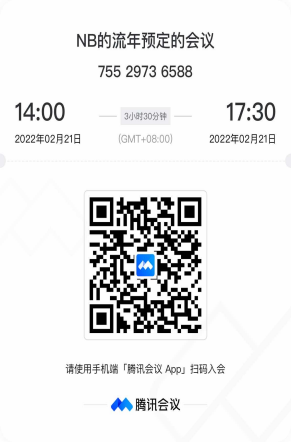 NB的流年预定的会议
755 2973 6588
14:00 3小时30分钟 17:30
2022年02月21日 (GMT+08:00) 2022年02月21日
请使用手机端「腾讯会议 App」扫码入会
腾讯会议